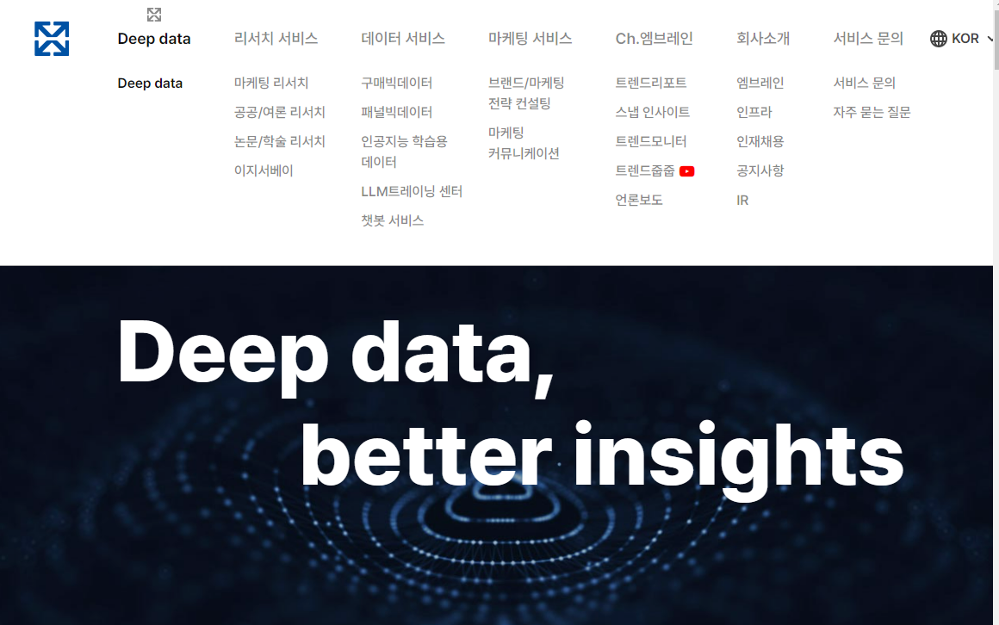 Deep data
리서치 서비스
데이터 서비스
마케팅 서비스
Ch.엠브레인
회사소개
서비스 문의
KOR
Deep data
마케팅 리서치
공공/여론 리서치
논문/학술 리서치
이지서베이
구매빅데이터
패널빅데이터
인공지능 학습용
데이터
LLM트레이닝 센터
챗봇 서비스
브랜드/마케팅
전략 컨설팅
마케팅
커뮤니케이션
트렌드리포트
스냅 인사이트
트렌드모니터
트렌드줍줍
언론보도
엠브레인
인프라
인재채용
공지사항
IR
서비스 문의
자주 묻는 질문
Deep data,
better insights